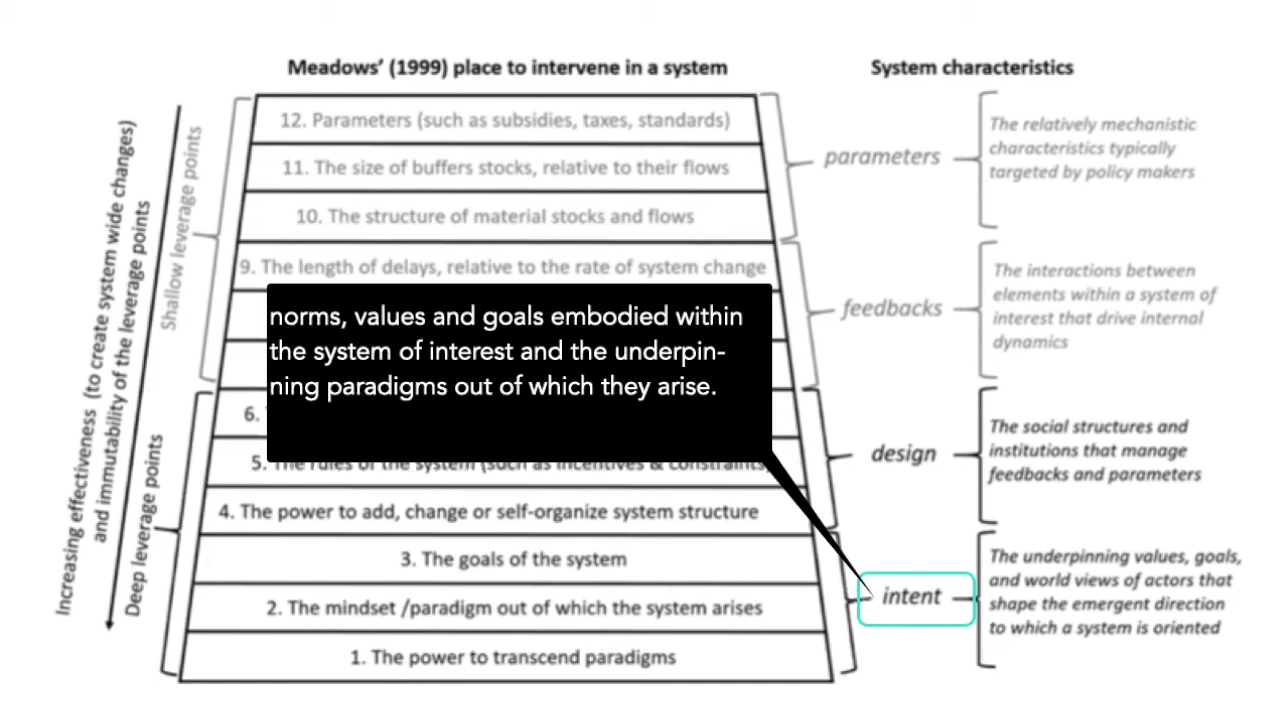 Meadows' (1999) place to intervene in a system
System characteristics
Increasing effectiveness (to create system wide changes)
and immutability of the leverage points
Shallow leverage points
Deep leverage points
12. Parameters (such as subsidies, taxes, standards)
11. The size of buffers stocks, relative to their flows
10. The structure of material stocks and flows
9. The length of delays, relative to the rate of system change
norms, values and goals embodied within
the system of interest and the underpin-
ning paradigms out of which they arise.
6.
5. The rules of the system (such as incentives & constraints)
4. The power to add, change or self-organize system structure
3. The goals of the system
2. The mindset /paradigm out of which the system arises
1. The power to transcend paradigms
parameters
The relatively mechanistic
characteristics typically
targeted by policy makers
feedbacks
The interactions between
elements within a system of
interest that drive internal
dynamics
design
The social structures and
institutions that manage
feedbacks and parameters
intent
The underpinning values, goals,
and world views of actors that
shape the emergent direction
to which a system is oriented